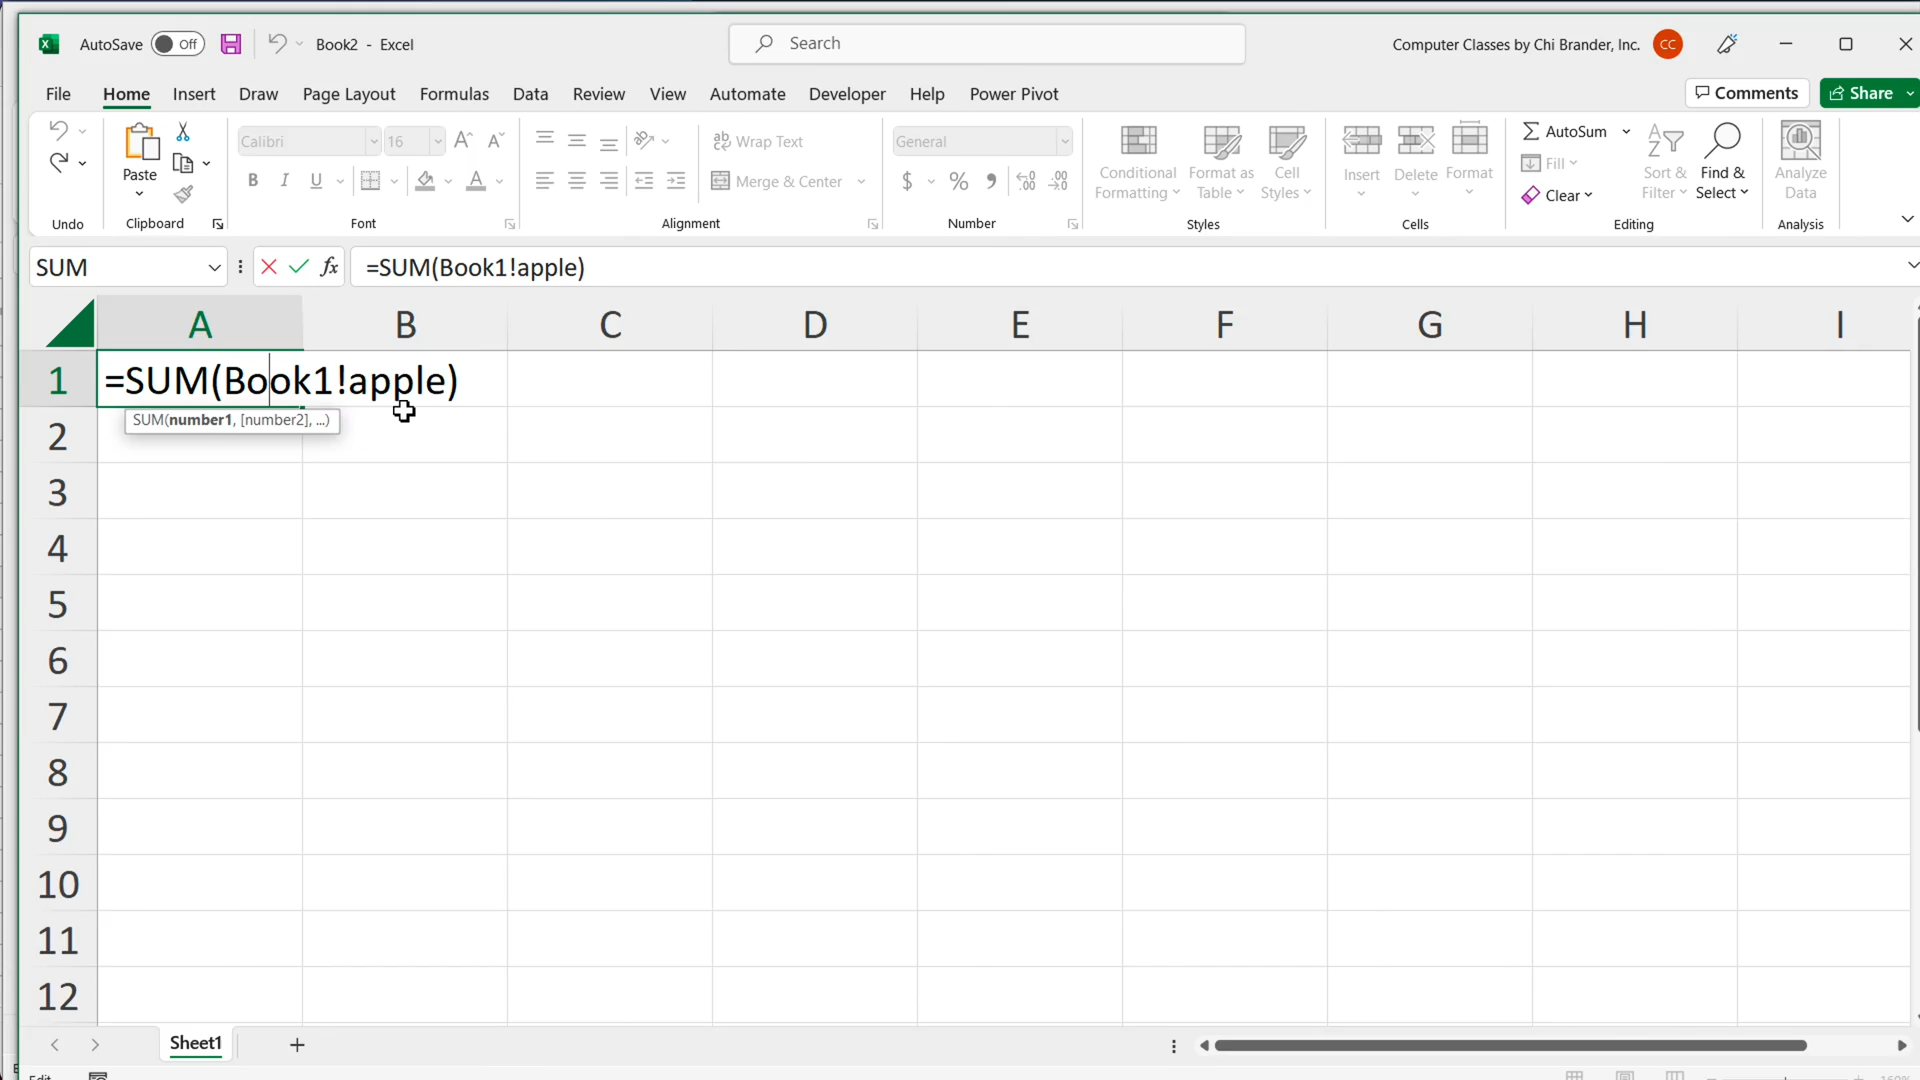 AutoSave Off Book2 - Excel Search Computer Classes by Chi Brander, Inc. CC
File Home Insert Draw Page Layout Formulas Data Review View Automate Developer Help Power Pivot Comments Share
Paste
Calibri 16
B I U A
ab Wrap Text
Merge & Center
General
$ % 9 .00
Conditional Formatting
Format as Table
Cell Styles
Insert Delete Format
AutoSum
Fill
Clear
Sort & Filter
Find & Select
Analyze Data
Undo Clipboard Font Alignment Number Styles Cells Editing Analysis
SUM fx =SUM(Book1!apple)
A B C D E F G H I
1 =SUM(Book1!apple)
SUM(number1, [number2], ...)
2
3
4
5
6
7
8
9
10
11
12
Sheet1